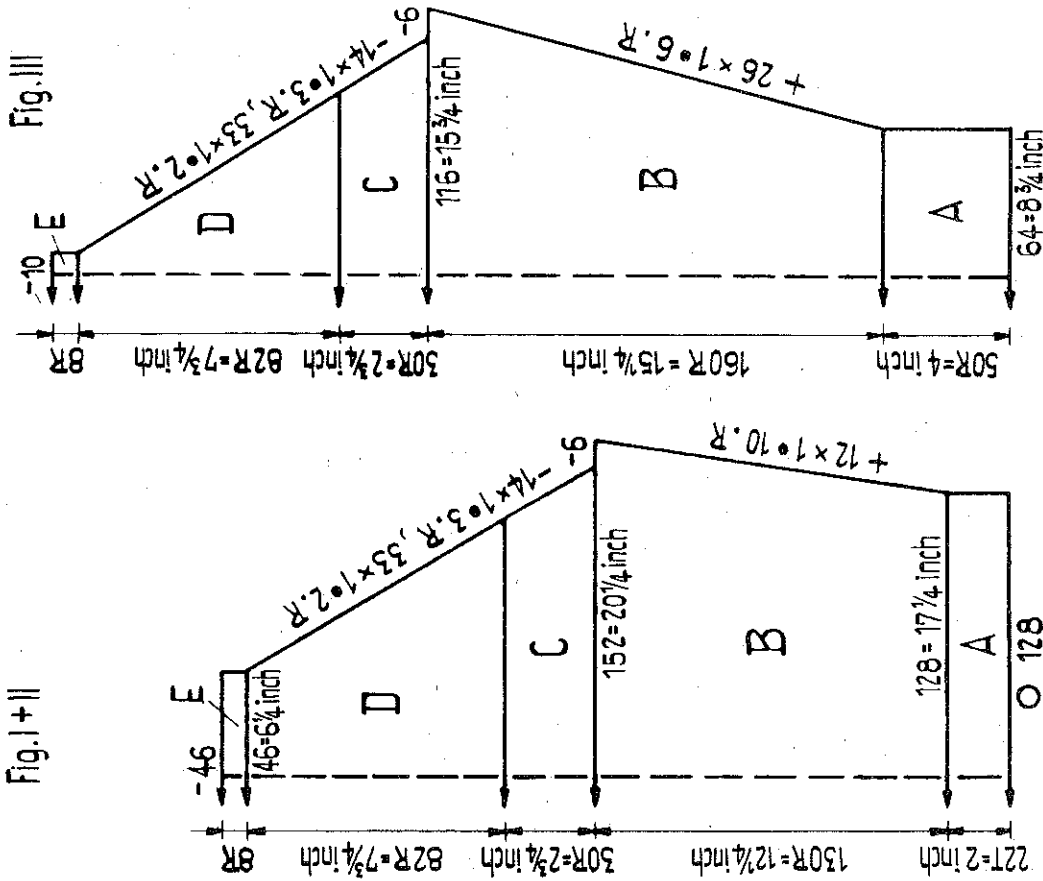 Fig. I + II
-46
E
46=6¼ inch
D
33×1•2.R
-14×1•3.R,
C
-6
152=20¼ inch
B
+ 12 × 1 • 10. R
128 = 17¼ inch
A
O 128
8R
82R=7¾ inch
30R=2¾ inch
130R=12¼ inch
22T=2 inch
Fig. III
-10
E
D
33×1•2.R
-14×1•3.R,
C
-6
116=15¾ inch
B
+ 26 × 1 • 6. R
A
64=8¾ inch
8R
82R=7¾ inch
30R=2¾ inch
160R = 15¼ inch
50R=4 inch